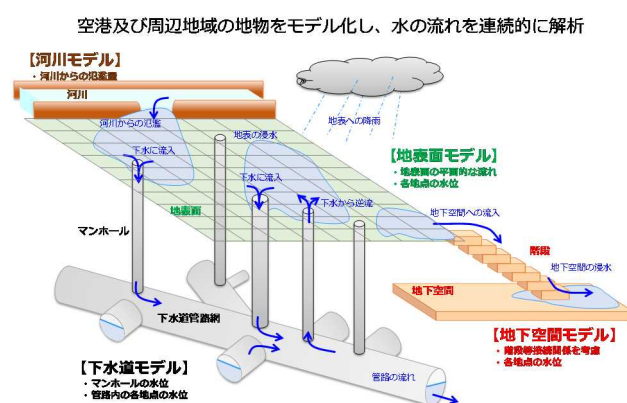 空港及び周辺地域の地物をモデル化し、水の流れを連続的に解析
【河川モデル】
・河川からの氾濫量
河川
河川からの氾濫
地表の浸水
地表への降雨
下水に流入
下水に流入
下水から逆流
【地表面モデル】
・地表面の平面的な流れ
・各地点の水位
地表面
マンホール
地下空間への流入
階段
地下空間の浸水
地下空間
下水道管路網
【地下空間モデル】
・階段等接続関係を考慮
・各地点の水位
【下水道モデル】
・マンホールの水位
・管路内の各地点の水位
管路の流れ